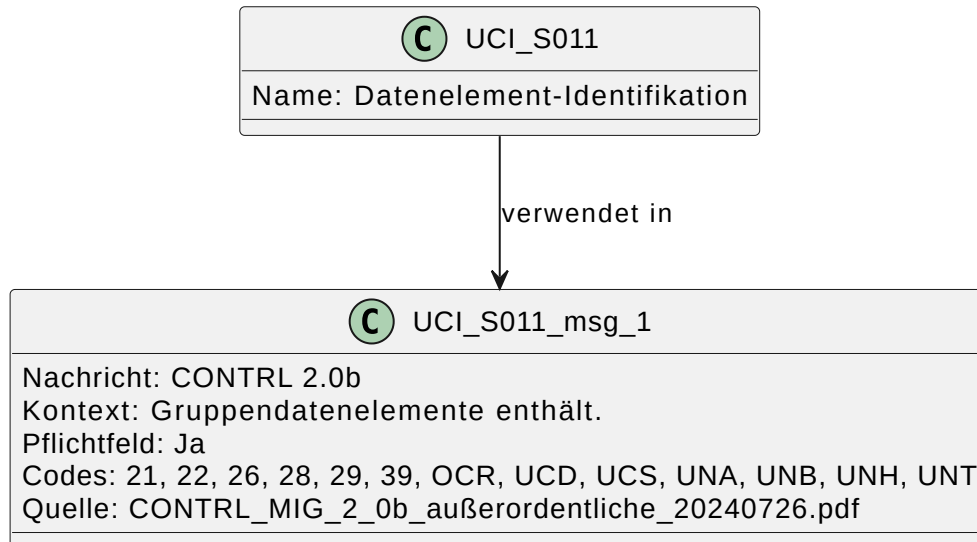 C UCI_S011
Name: Datenelement-Identifikation
verwendet in
C UCI_S011_msg_1
Nachricht: CONTRL 2.0b
Kontext: Gruppendatenelemente enthält.
Pflichtfeld: Ja
Codes: 21, 22, 26, 28, 29, 39, OCR, UCD, UCS, UNA, UNB, UNH, UNT
Quelle: CONTRL_MIG_2_0b_außerordentliche_20240726.pdf